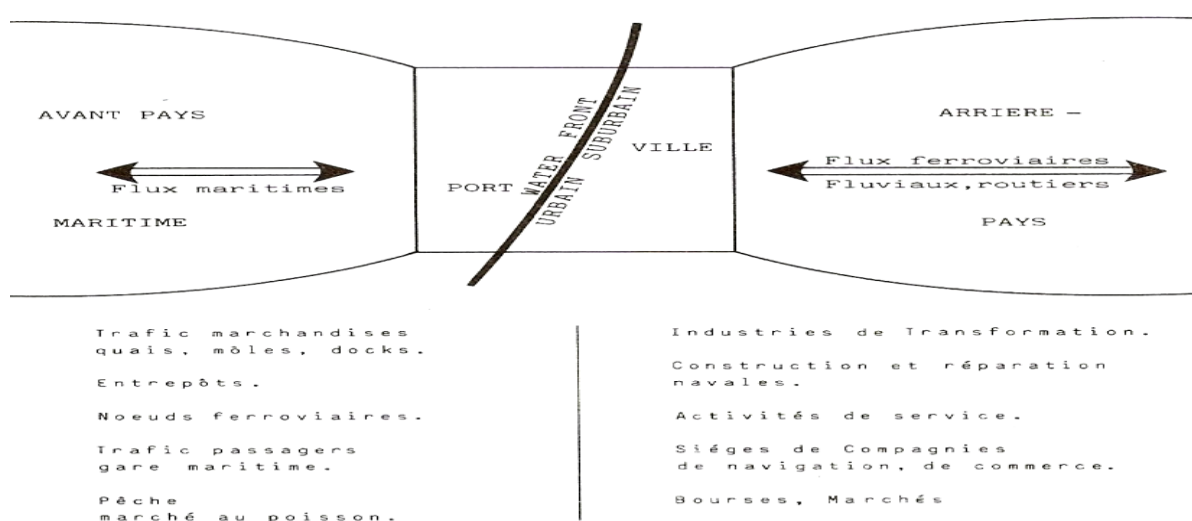 AVANT PAYS
Flux maritimes
MARITIME
PORT
WATER FRONT
URBAIN SUBURBAIN
VILLE
ARRIERE –
Flux ferroviaires
Fluviaux, routiers
PAYS
Trafic marchandises
quais, môles, docks.
Entrepôts.
Noeuds ferroviaires.
Trafic passagers
gare maritime.
Pêche
marché au poisson.
Industries de Transformation.
Construction et réparation
navales.
Activités de service.
Siéges de Compagnies
de navigation, de commerce.
Bourses, Marchés